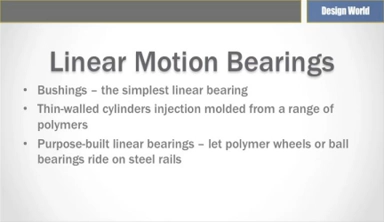 Design World
Linear Motion Bearings
• Bushings – the simplest linear bearing
• Thin-walled cylinders injection molded from a range of
polymers
• Purpose-built linear bearings – let polymer wheels or ball
bearings ride on steel rails